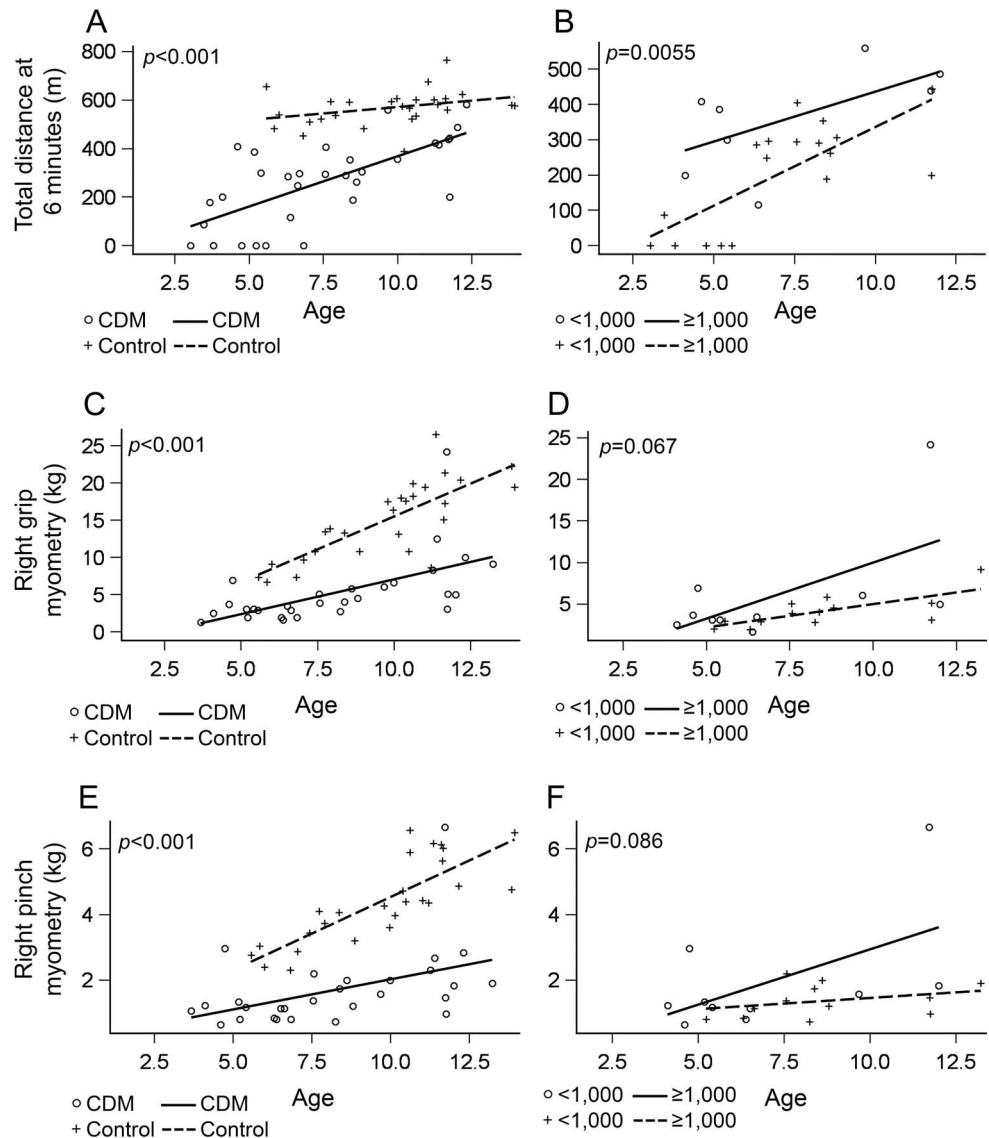 A
p<0.001
Total distance at
6 minutes (m)
800
600
400
200
0
2.5 5.0 7.5 10.0 12.5
Age
CDM CDM
Control Control
B
p=0.0055
500
400
300
200
100
0
2.5 5.0 7.5 10.0 12.5
Age
<1,000 ≥1,000
<1,000 ≥1,000
C
p<0.001
Right grip
myometry (kg)
25
20
15
10
5
0
2.5 5.0 7.5 10.0 12.5
Age
CDM CDM
Control Control
D
p=0.067
25
20
15
10
5
2.5 5.0 7.5 10.0 12.5
Age
<1,000 ≥1,000
<1,000 ≥1,000
E
p<0.001
Right pinch
myometry (kg)
6
4
2
2.5 5.0 7.5 10.0 12.5
Age
CDM CDM
Control Control
F
p=0.086
6
4
2
2.5 5.0 7.5 10.0 12.5
Age
<1,000 ≥1,000
<1,000 ≥1,000